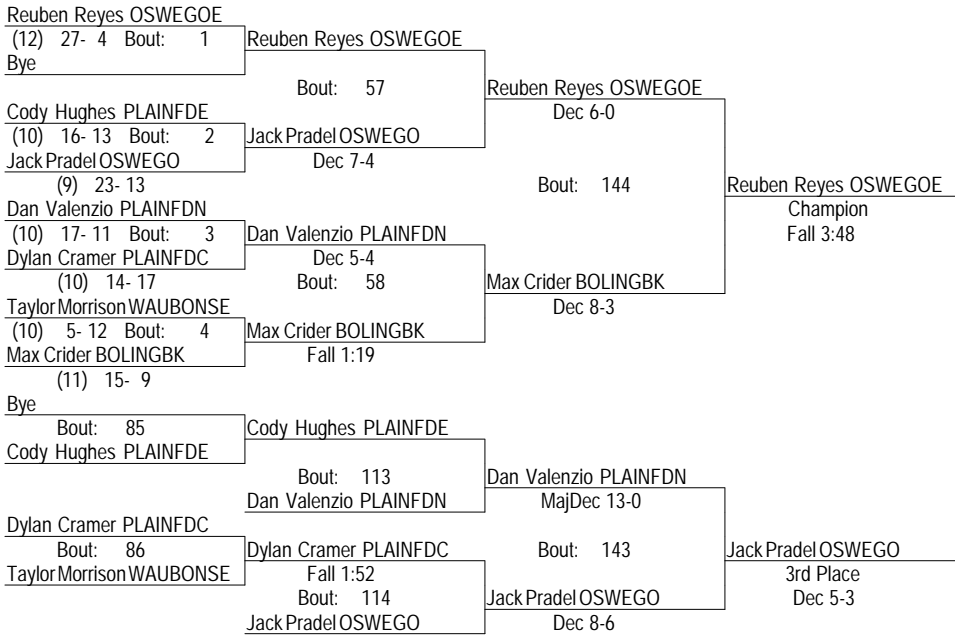 Reuben Reyes OSWEGOE
(12) 27- 4 Bout: 1 Reuben Reyes OSWEGOE
Bye
Bout: 57 Reuben Reyes OSWEGOE
Cody Hughes PLAINFDE Dec 6-0
(10) 16- 13 Bout: 2 Jack Pradel OSWEGO
Jack Pradel OSWEGO Dec 7-4
(9) 23- 13 Bout: 144 Reuben Reyes OSWEGOE
Dan Valenzio PLAINFDN Champion
(10) 17- 11 Bout: 3 Dan Valenzio PLAINFDN Fall 3:48
Dylan Cramer PLAINFDC Dec 5-4
(10) 14- 17 Bout: 58 Max Crider BOLINGBK
Taylor Morrison WAUBONSE Dec 8-3
(10) 5- 12 Bout: 4 Max Crider BOLINGBK
Max Crider BOLINGBK Fall 1:19
(11) 15- 9
Bye
Bout: 85 Cody Hughes PLAINFDE
Cody Hughes PLAINFDE
Bout: 113 Dan Valenzio PLAINFDN
Dan Valenzio PLAINFDN MajDec 13-0
Dylan Cramer PLAINFDC
Bout: 86 Dylan Cramer PLAINFDC Bout: 143 Jack Pradel OSWEGO
Taylor Morrison WAUBONSE Fall 1:52 3rd Place
Bout: 114 Jack Pradel OSWEGO Dec 5-3
Jack Pradel OSWEGO Dec 8-6